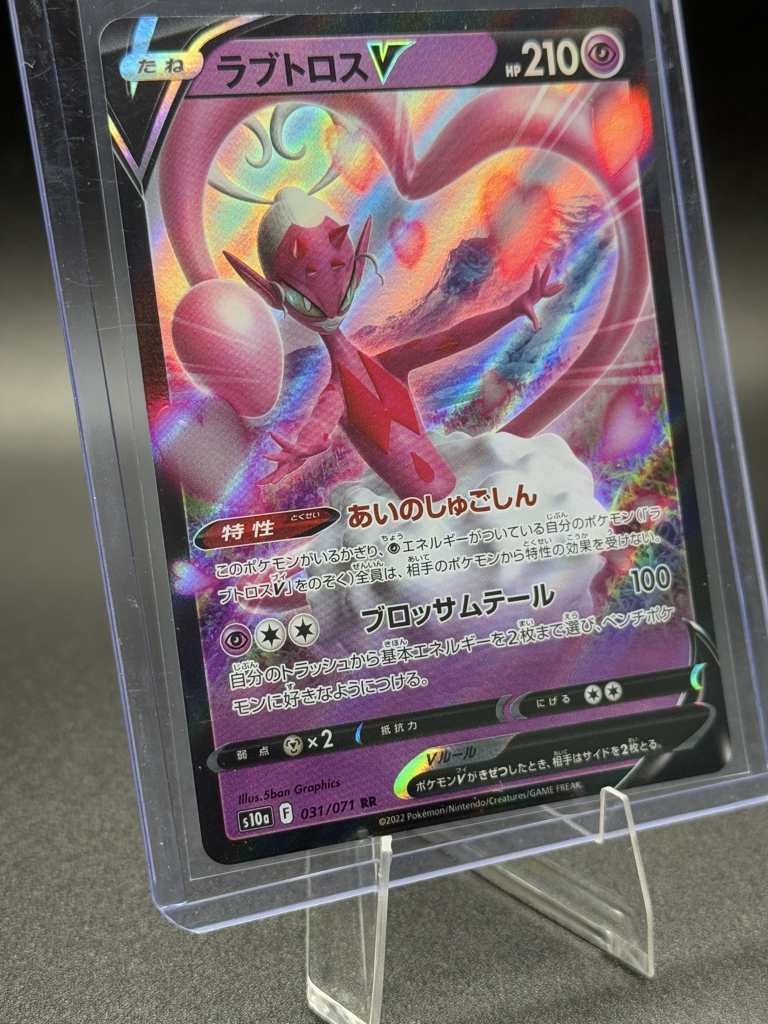 たね ラブトロスV HP210
特性 とくせい あいのしゅごしん
このポケモンがいるかぎり、超エネルギーがついている自分のポケモン(「ラ
ブトロスV」をのぞく)全員は、相手のポケモンから特性の効果を受けない。
ブロッサムテール 100
自分のトラッシュから基本エネルギーを2枚まで選び、ベンチポケ
モンに好きなようにつける。
弱点 ×2 抵抗力 にげる
Vルール
ポケモンVがきぜつしたとき、相手はサイドを2枚とる。
Illus.5ban Graphics
s10a F 031/071 RR
©2022 Pokémon/Nintendo/Creatures/GAME FREAK.